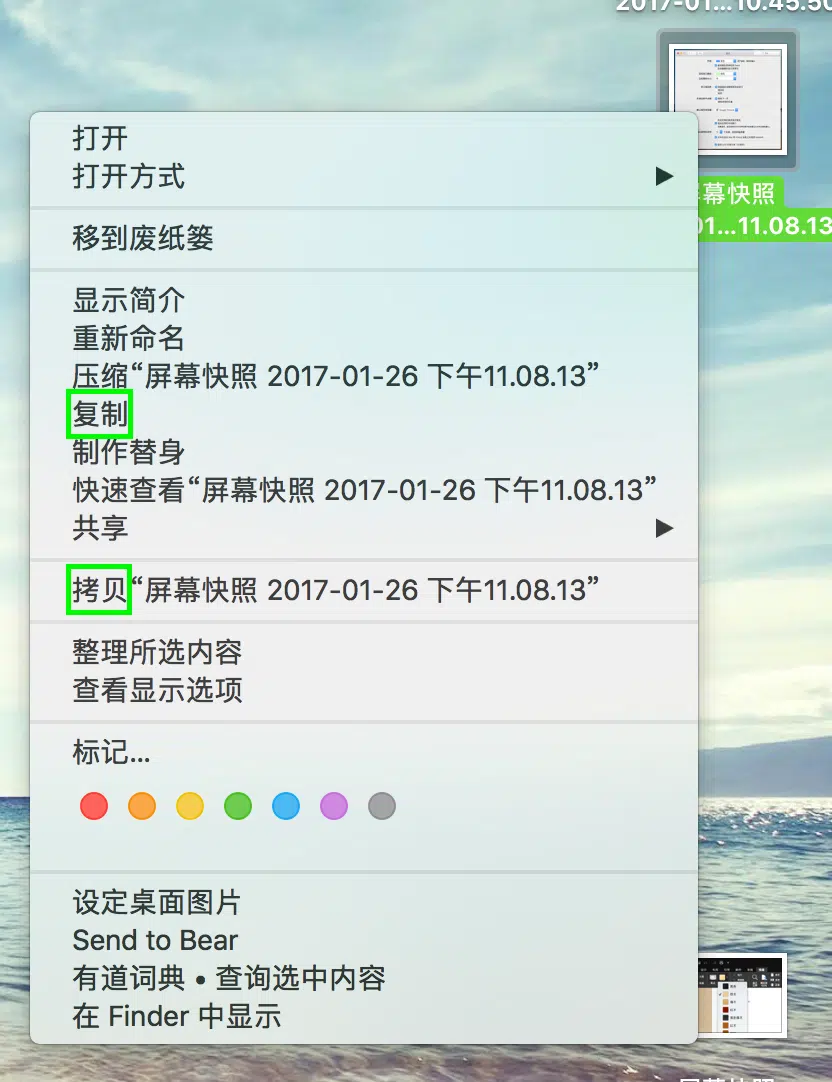 2017-01...10.45.50
打开
打开方式
幕快照
01...11.08.13
移到废纸篓
显示简介
重新命名
压缩“屏幕快照 2017-01-26 下午11.08.13”
复制
制作替身
快速查看“屏幕快照 2017-01-26 下午11.08.13”
共享
拷贝“屏幕快照 2017-01-26 下午11.08.13”
整理所选内容
查看显示选项
标记...
设定桌面图片
Send to Bear
有道词典 • 查询选中内容
在 Finder 中显示